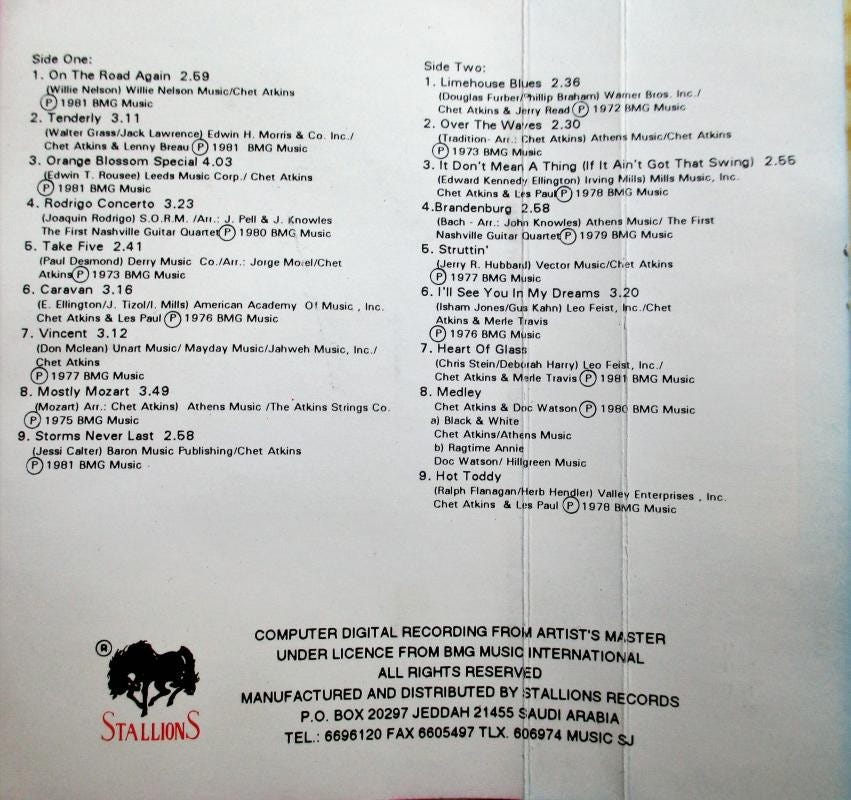 Side One:
1. On The Road Again 2.59
(Willie Nelson) Willie Nelson Music/Chet Atkins
Ⓟ 1981 BMG Music
2. Tenderly 3.11
(Walter Grass/Jack Lawrence) Edwin H. Morris & Co. Inc./
Chet Atkins & Lenny Breau Ⓟ 1981 BMG Music
3. Orange Blossom Special 4.03
(Edwin T. Rousee) Leeds Music Corp./ Chet Atkins
Ⓟ 1981 BMG Music
4. Rodrigo Concerto 3.23
(Joaquin Rodrigo) S.O.R.M. /Arr.: J. Pell & J. Knowles
The First Nashville Guitar Quartet Ⓟ 1980 BMG Music
5. Take Five 2.41
(Paul Desmond) Derry Music Co./Arr.: Jorge Morel/Chet
Atkins Ⓟ 1973 BMG Music
6. Caravan 3.16
(E. Ellington/J. Tizol/I. Mills) American Academy Of Music , Inc.
Chet Atkins & Les Paul Ⓟ 1976 BMG Music
7. Vincent 3.12
(Don Mclean) Unart Music/ Mayday Music/Jahweh Music, Inc./
Chet Atkins
Ⓟ 1977 BMG Music
8. Mostly Mozart 3.49
(Mozart) Arr.: Chet Atkins) Athens Music /The Atkins Strings Co.
Ⓟ 1975 BMG Music
9. Storms Never Last 2.58
(Jessi Calter) Baron Music Publishing/Chet Atkins
Ⓟ 1981 BMG Music
Side Two:
1. Limehouse Blues 2.36
(Douglas Furber/Phillip Braham) Warner Bros. Inc./
Chet Atkins & Jerry Read Ⓟ 1972 BMG Music
2. Over The Waves 2.30
(Tradition- Arr.: Chet Atkins) Athens Music/Chet Atkins
Ⓟ 1973 BMG Music
3. It Don't Mean A Thing (If It Ain't Got That Swing) 2.55
(Edward Kennedy Ellington) Irving Mills) Mills Music, Inc.
Chet Atkins & Les Paul Ⓟ 1978 BMG Music
4.Brandenburg 2.58
(Bach - Arr.: John Knowles) Athens Music/ The First
Nashville Guitar Quartet Ⓟ 1979 BMG Music
5. Struttin'
(Jerry R. Hubbard) Vector Music/Chet Atkins
Ⓟ 1977 BMG Music
6. I'll See You In My Dreams 3.20
(Isham Jones/Gus Kahn) Leo Feist, Inc./Chet
Atkins & Merle Travis
Ⓟ 1976 BMG Music
7. Heart Of Glass
(Chris Stein/Deborah Harry) Leo Feist, Inc./
Chet Atkins & Merle Travis Ⓟ 1981 BMG Music
8. Medley
Chet Atkins & Doc Watson Ⓟ 1980 BMG Music
a) Black & White
Chet Atkins/Athens Music
b) Ragtime Annie
Doc Watson/ Hillgreen Music
9. Hot Toddy
(Ralph Flanagan/Herb Hendler) Valley Enterprises , Inc.
Chet Atkins & Les Paul Ⓟ 1978 BMG Music
COMPUTER DIGITAL RECORDING FROM ARTIST'S MASTER
UNDER LICENCE FROM BMG MUSIC INTERNATIONAL
ALL RIGHTS RESERVED
MANUFACTURED AND DISTRIBUTED BY STALLIONS RECORDS
P.O. BOX 20297 JEDDAH 21455 SAUDI ARABIA
TEL.: 6696120 FAX 6605497 TLX. 606974 MUSIC SJ
®
STALLIONS